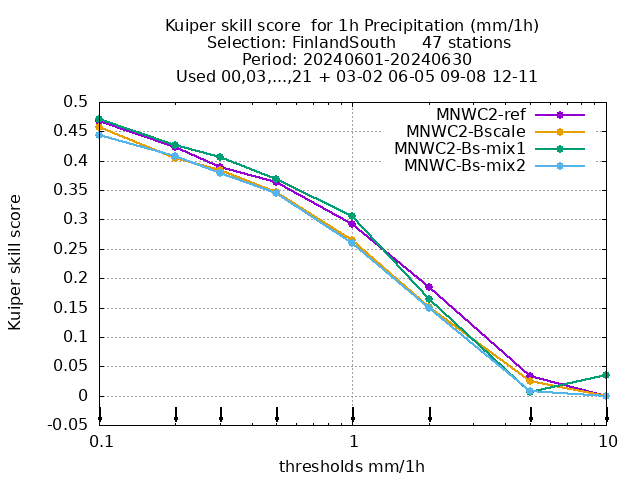 Kuiper skill score  for 1h Precipitation (mm/1h)
Selection: FinlandSouth     47 stations
Period: 20240601-20240630
Used 00,03,...,21 + 03-02 06-05 09-08 12-11
MNWC2-ref
MNWC2-Bscale
MNWC2-Bs-mix1
MNWC-Bs-mix2
Kuiper skill score
0.5
0.45
0.4
0.35
0.3
0.25
0.2
0.15
0.1
0.05
0
-0.05
0.1 1 10
thresholds mm/1h